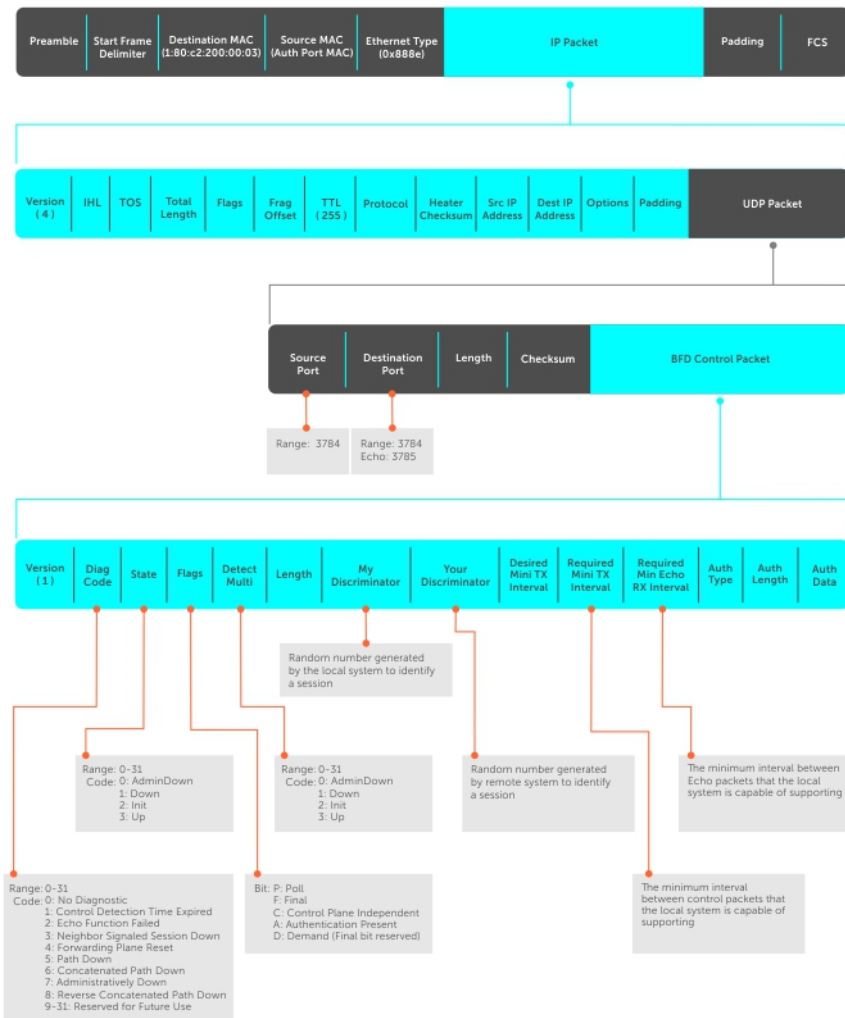 Preamble
Start Frame
Delimiter
Destination MAC
(1:80:c2:200:00:03)
Source MAC
(Auth Port MAC)
Ethernet Type
(0x888e)
IP Packet
Padding
FCS
Version
( 4 )
IHL
TOS
Total
Length
Flags
Frag
Offset
TTL
( 255 )
Protocol
Heater
Checksum
Src IP
Address
Dest IP
Address
Options
Padding
UDP Packet
Source
Port
Destination
Port
Length
Checksum
BFD Control Packet
Range: 3784
Range: 3784
Echo: 3785
Version
( 1 )
Diag
Code
State
Flags
Detect
Multi
Length
My
Discriminator
Your
Discriminator
Desired
Mini TX
Interval
Required
Mini TX
Interval
Required
Min Echo
RX Interval
Auth
Type
Auth
Length
Auth
Data
Random number generated
by the local system to identify
a session
Range: 0-31
Code: 0: AdminDown
1: Down
2: Init
3: Up
Range: 0-31
Code: 0: AdminDown
1: Down
2: Init
3: Up
Random number generated
by remote system to identify
a session
The minimum interval between
Echo packets that the local
system is capable of supporting
Range: 0-31
Code: 0: No Diagnostic
1: Control Detection Time Expired
2: Echo Function Failed
3: Neighbor Signaled Session Down
4: Forwarding Plane Reset
5: Path Down
6: Concatenated Path Down
7: Administratively Down
8: Reverse Concatenated Path Down
9-31: Reserved for Future Use
Bit: P: Poll
F: Final
C: Control Plane Independent
A: Authentication Present
D: Demand (Final bit reserved)
The minimum interval
between control packets that
the local system is capable of
supporting